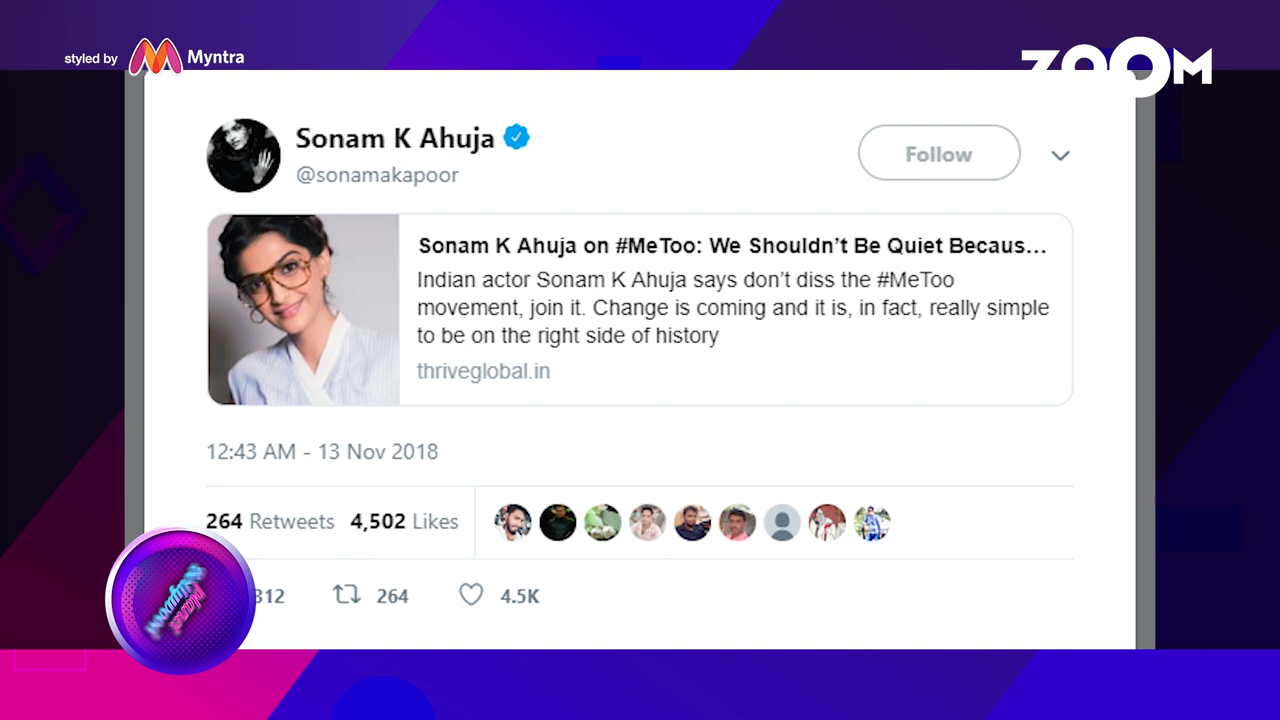 styled by Myntra
ZOOM
Sonam K Ahuja
@sonamakapoor
Follow
Sonam K Ahuja on #MeToo: We Shouldn’t Be Quiet Becaus...
Indian actor Sonam K Ahuja says don’t diss the #MeToo
movement, join it. Change is coming and it is, in fact, really simple
to be on the right side of history
thriveglobal.in
12:43 AM - 13 Nov 2018
264 Retweets 4,502 Likes
312 264 4.5K